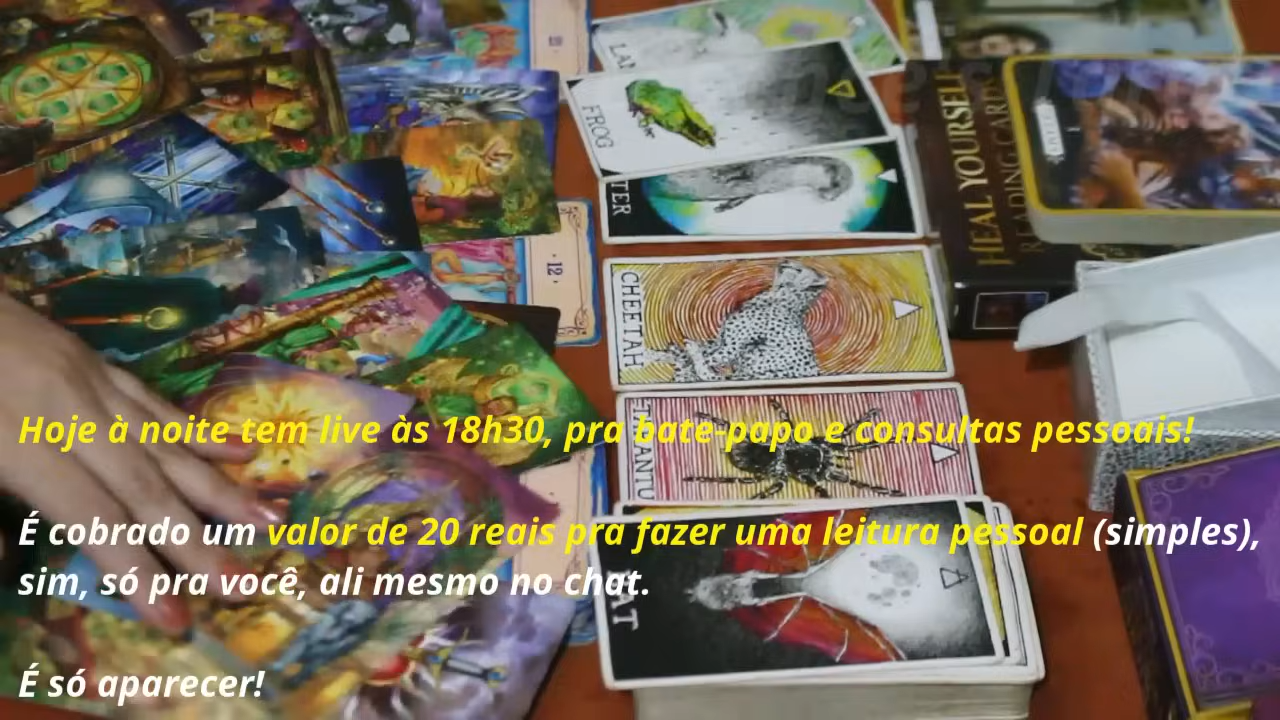 FROG
CHEETAH
HEAL YOURSELF
READING CARDS
12
Hoje à noite tem live às 18h30, pra bate-papo e consultas pessoais!
É cobrado um valor de 20 reais pra fazer uma leitura pessoal (simples),
sim, só pra você, ali mesmo no chat.
É só aparecer!